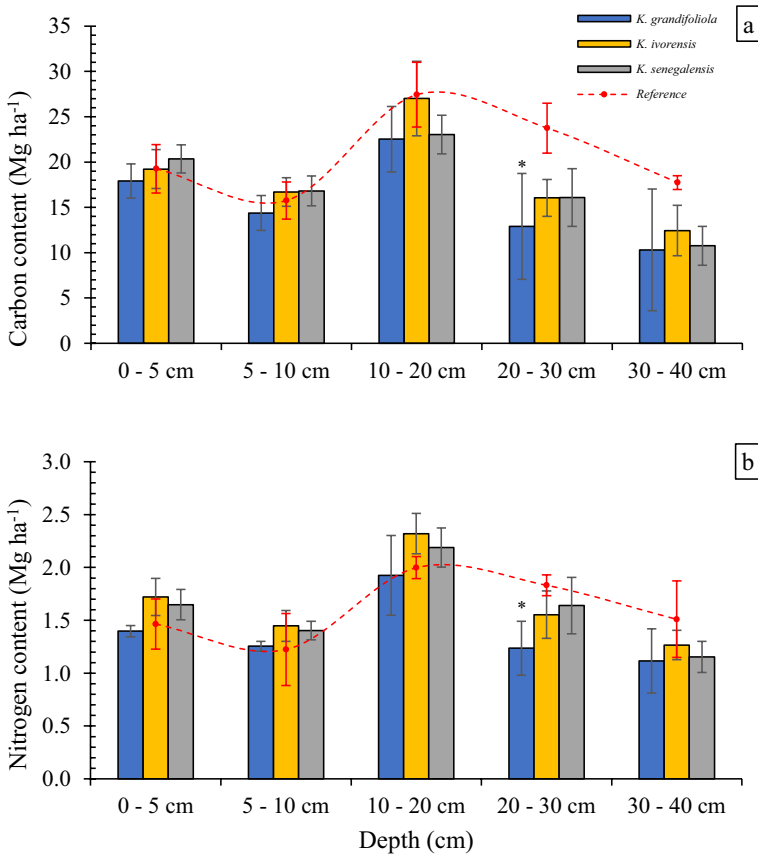 a
K. grandifoliola
K. ivorensis
K. senegalensis
Reference
Carbon content (Mg ha⁻¹)
35
30
25
20
15
10
5
0
*
0 - 5 cm 5 - 10 cm 10 - 20 cm 20 - 30 cm 30 - 40 cm
b
Nitrogen content (Mg ha⁻¹)
3.0
2.5
2.0
1.5
1.0
0.5
0.0
*
0 - 5 cm 5 - 10 cm 10 - 20 cm 20 - 30 cm 30 - 40 cm
Depth (cm)